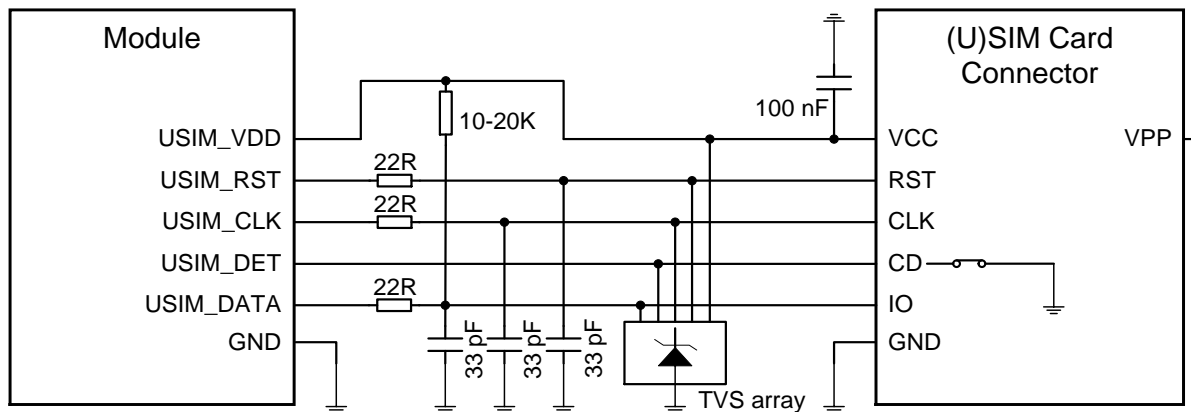 Module
(U)SIM Card
Connector
100 nF
10-20K
USIM_VDD
VCC
VPP
22R
USIM_RST
RST
22R
USIM_CLK
CLK
USIM_DET
CD
22R
USIM_DATA
IO
GND
GND
33 pF
33 pF
33 pF
TVS array